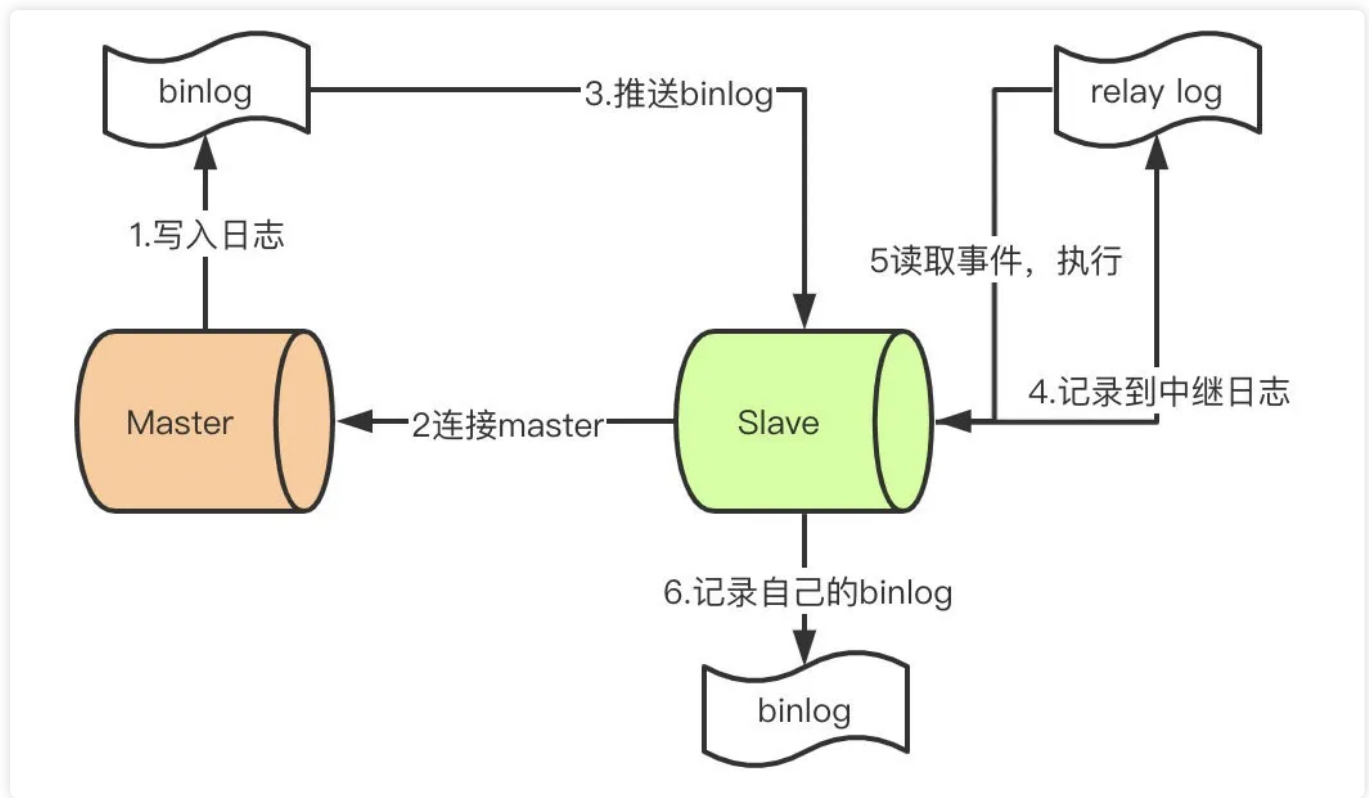 binlog
3.推送binlog
relay log
1.写入日志
5读取事件，执行
4.记录到中继日志
Master
2连接master
Slave
6.记录自己的binlog
binlog